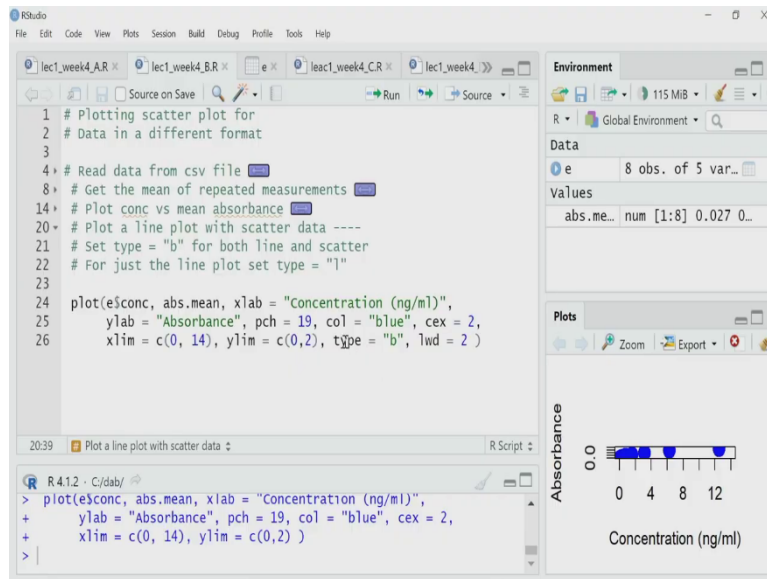 RStudio
File Edit Code View Plots Session Build Debug Profile Tools Help
lec1_week4_A.R × lec1_week4_B.R × e × leac1_week4_C.R × lec1_week4_
Source on Save Run Source
1 # Plotting scatter plot for
2 # Data in a different format
3
4 # Read data from csv file
8 # Get the mean of repeated measurements
14 # Plot conc vs mean absorbance
20 # Plot a line plot with scatter data ----
21 # Set type = "b" for both line and scatter
22 # For just the line plot set type = "l"
23
24 plot(e$conc, abs.mean, xlab = "Concentration (ng/ml)",
25 ylab = "Absorbance", pch = 19, col = "blue", cex = 2,
26 xlim = c(0, 14), ylim = c(0,2), type = "b", lwd = 2 )
20:39 Plot a line plot with scatter data R Script
R 4.1.2 · C:/dab/
> plot(e$conc, abs.mean, xlab = "Concentration (ng/ml)",
+ ylab = "Absorbance", pch = 19, col = "blue", cex = 2,
+ xlim = c(0, 14), ylim = c(0,2) )
>
Environment
115 MiB
R Global Environment
Data
e 8 obs. of 5 var…
Values
abs.me… num [1:8] 0.027 0…
Plots
Zoom Export
Absorbance
0.0
0 4 8 12
Concentration (ng/ml)